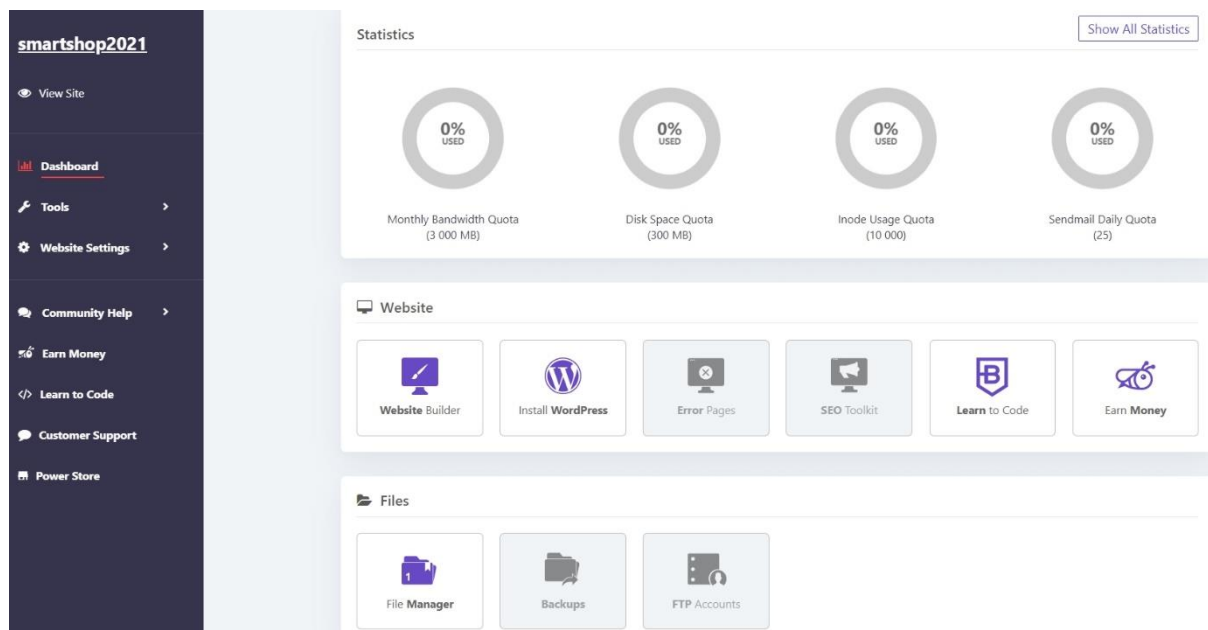 smartshop2021
View Site
Dashboard
Tools
Website Settings
Community Help
Earn Money
Learn to Code
Customer Support
Power Store
Statistics
Show All Statistics
0%
USED
Monthly Bandwidth Quota
(3 000 MB)
0%
USED
Disk Space Quota
(300 MB)
0%
USED
Inode Usage Quota
(10 000)
0%
USED
Sendmail Daily Quota
(25)
Website
Website Builder
Install WordPress
Error Pages
SEO Toolkit
B
Learn to Code
Earn Money
Files
1
File Manager
Backups
FTP Accounts